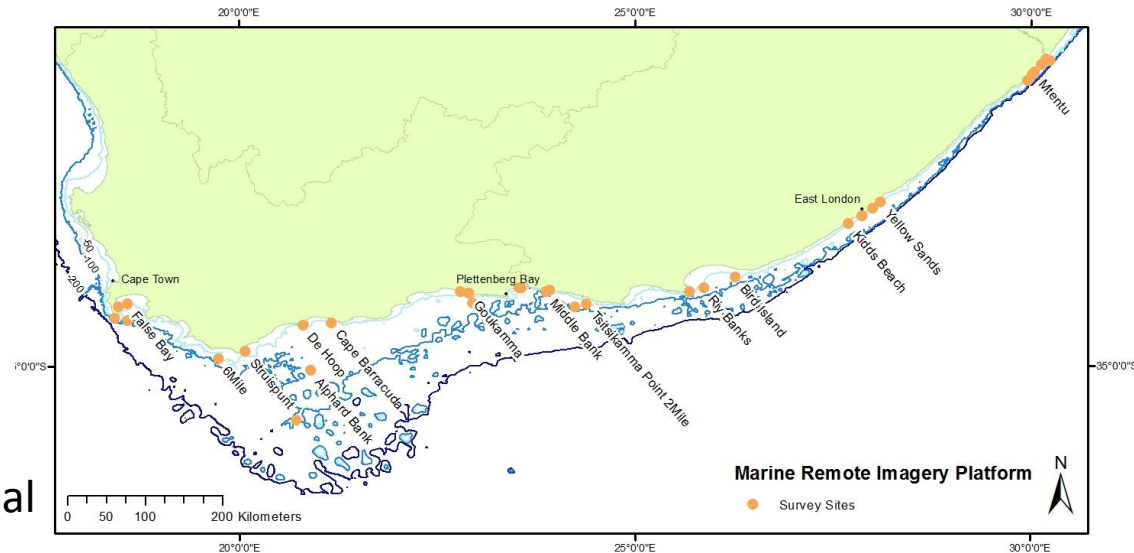 20°0'0"E 25°0'0"E 30°0'0"E
Mtentu
East London
Yellow Sands
Kidds Beach
-50
-100
-200
Cape Town
Plettenberg Bay
Bird Island
Riy Banks
False Bay
Goukamma
Middle Bank
Tsitsikamma Point 2Mile
De Hoop
Cape Barracuda
6Mile
Struispunt
Alphard Bank
5°0'0"S 35°0'0"S
Marine Remote Imagery Platform
N
Survey Sites
al
0 50 100 200 Kilometers
20°0'0"E 25°0'0"E 30°0'0"E